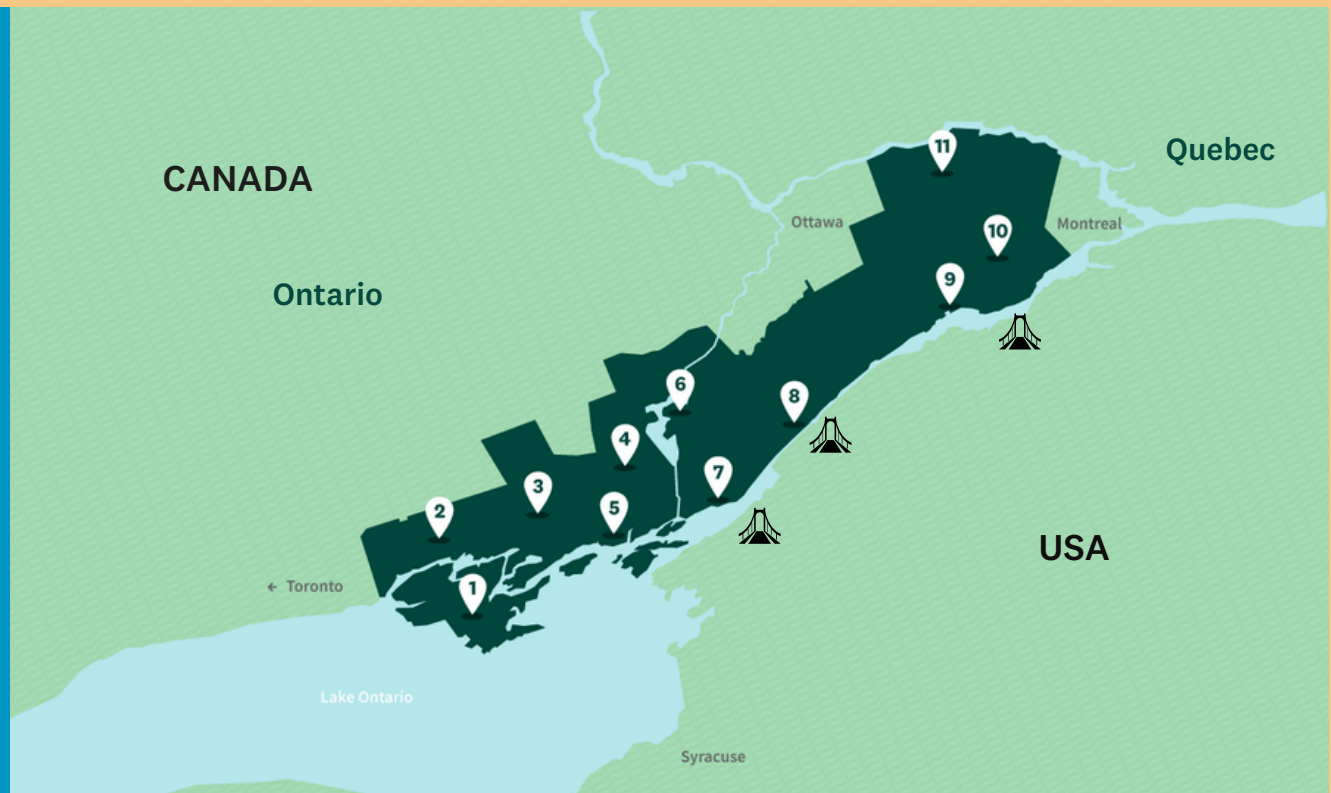 11
Quebec
CANADA
Ottawa
Montreal
10
9
Ontario
6
8
4
7
3
5
2
USA
← Toronto
1
Lake Ontario
Syracuse